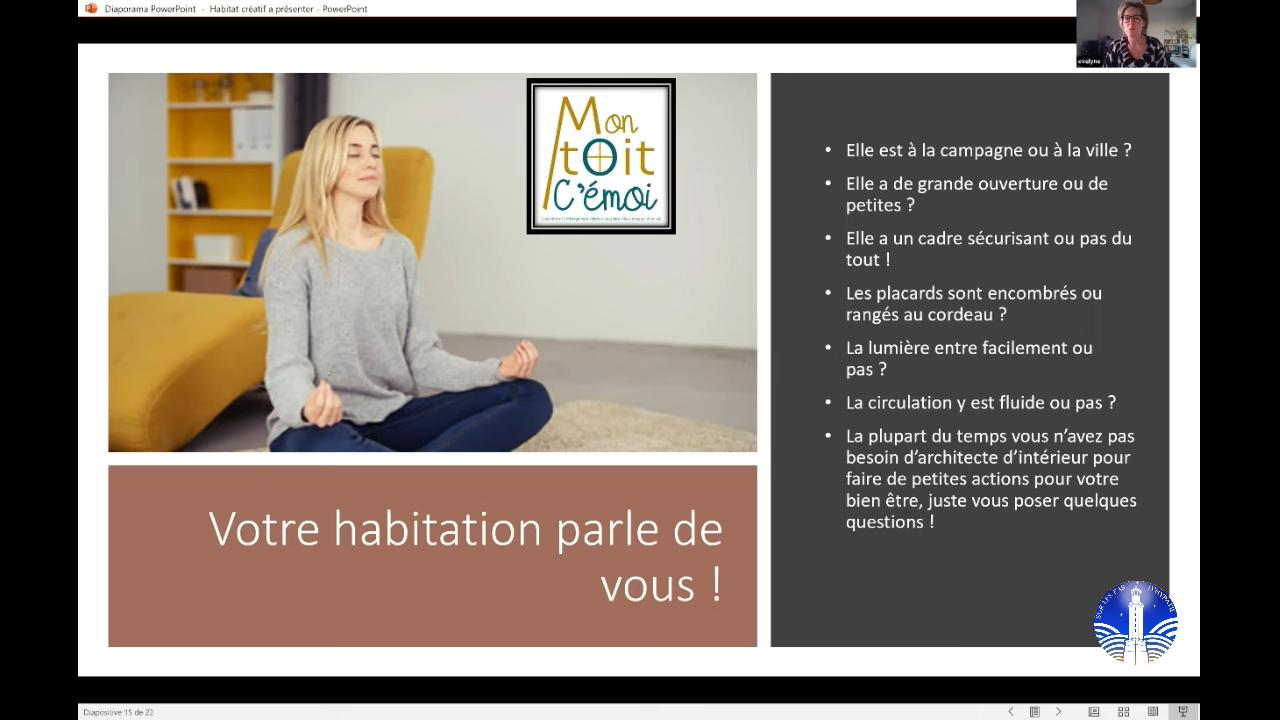 Diaporama PowerPoint - Habitat créatif a présenter - PowerPoint
evelyne
Mon
tOit
C'émoi
Elle est à la campagne ou à la ville ?
Elle a de grande ouverture ou de
petites ?
Elle a un cadre sécurisant ou pas du
tout !
Les placards sont encombrés ou
rangés au cordeau ?
La lumière entre facilement ou
pas ?
La circulation y est fluide ou pas ?
La plupart du temps vous n'avez pas
besoin d'architecte d'intérieur pour
faire de petites actions pour votre
bien être, juste vous poser quelques
questions !
Votre habitation parle de
vous !
SUR LES PAS
Diapositive 15 de 22